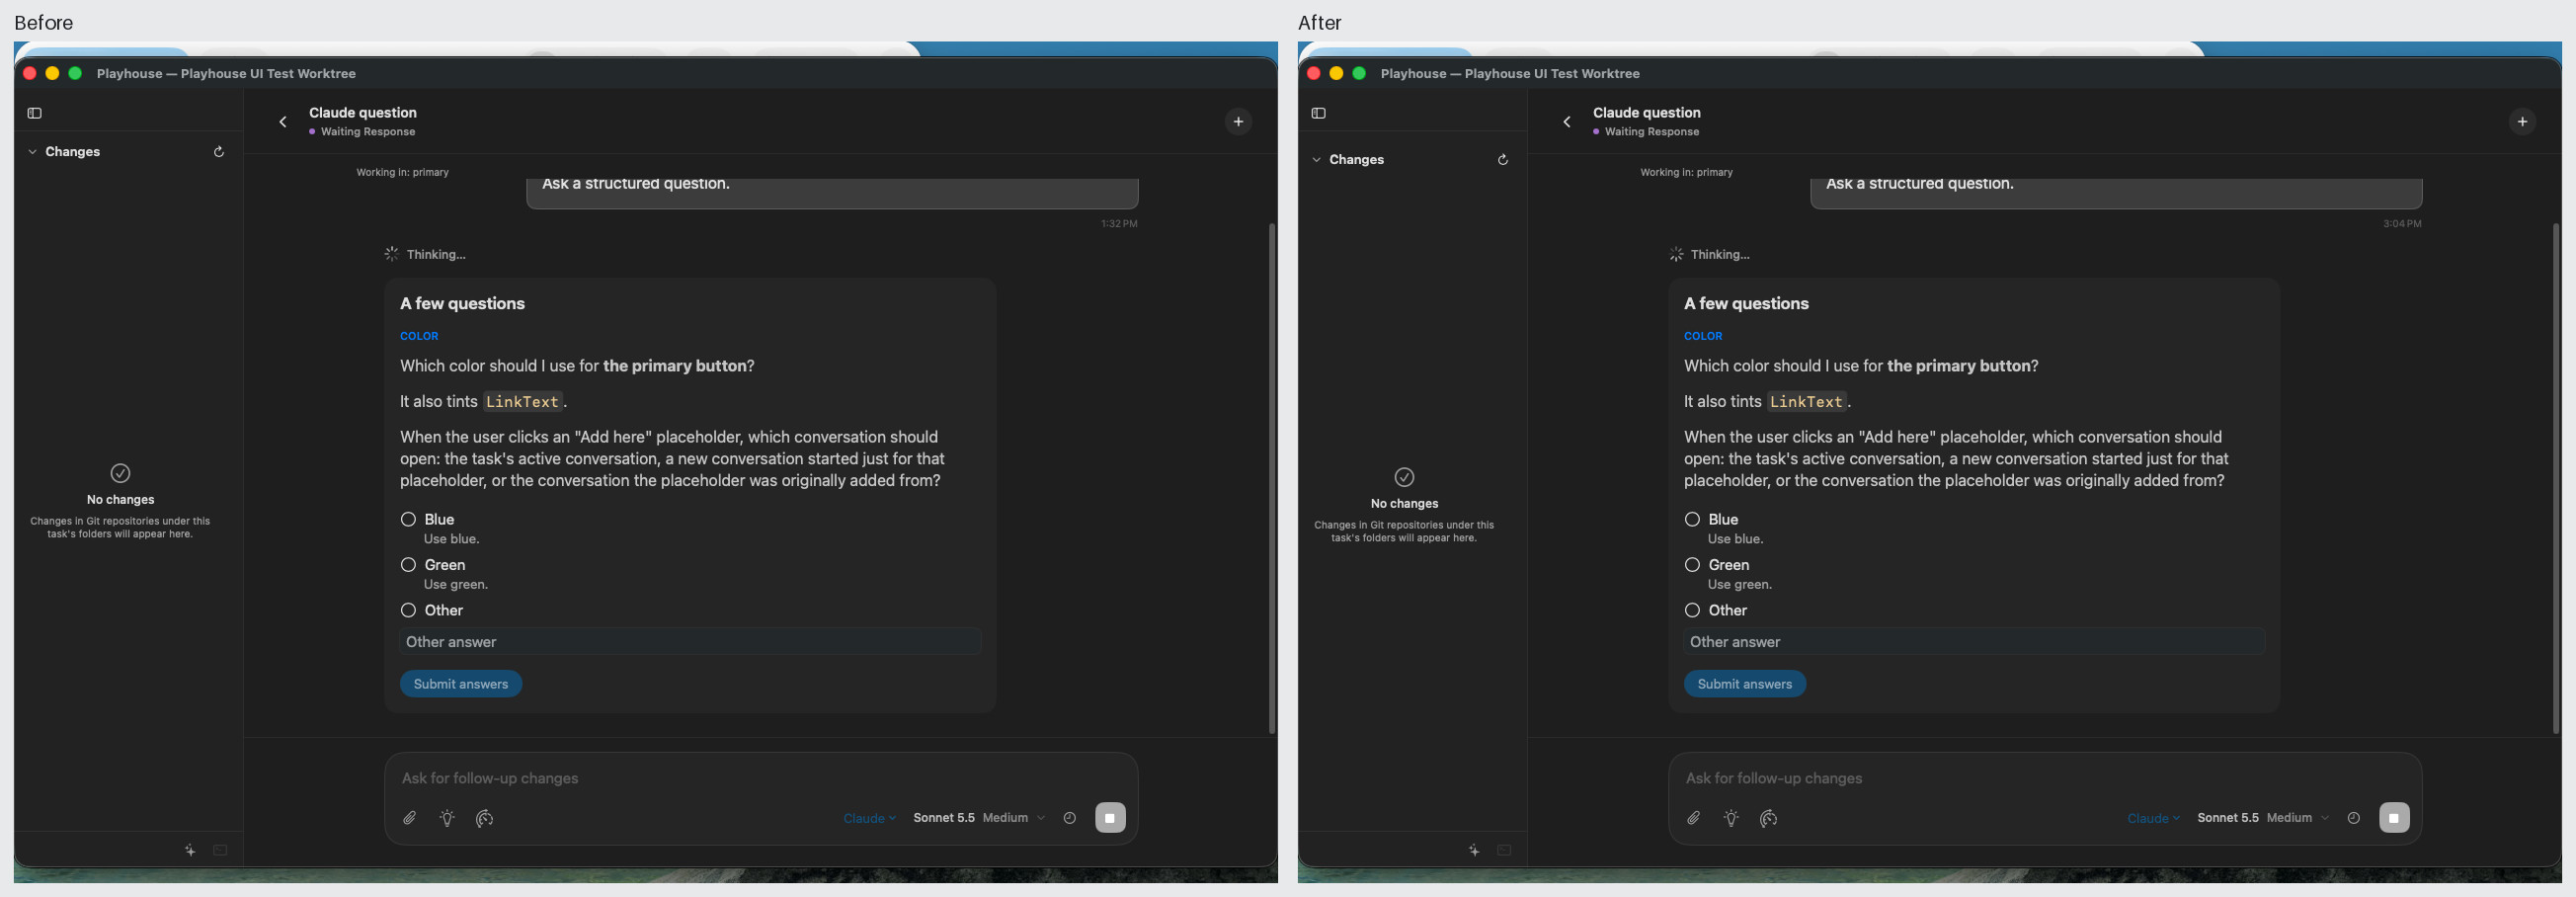 Before
Playhouse — Playhouse UI Test Worktree
Claude question
Waiting Response
Changes
Working in: primary
Ask a structured question.
1:32 PM
Thinking...
A few questions
COLOR
Which color should I use for the primary button?
It also tints LinkText.
When the user clicks an "Add here" placeholder, which conversation should
open: the task's active conversation, a new conversation started just for that
placeholder, or the conversation the placeholder was originally added from?
No changes
Changes in Git repositories under this
task's folders will appear here.
Blue
Use blue.
Green
Use green.
Other
Other answer
Submit answers
Ask for follow-up changes
Claude
Sonnet 5.5 Medium
After
Playhouse — Playhouse UI Test Worktree
Claude question
Waiting Response
Changes
Working in: primary
Ask a structured question.
3:04 PM
Thinking...
A few questions
COLOR
Which color should I use for the primary button?
It also tints LinkText.
When the user clicks an "Add here" placeholder, which conversation should
open: the task's active conversation, a new conversation started just for that
placeholder, or the conversation the placeholder was originally added from?
No changes
Changes in Git repositories under this
task's folders will appear here.
Blue
Use blue.
Green
Use green.
Other
Other answer
Submit answers
Ask for follow-up changes
Claude
Sonnet 5.5 Medium